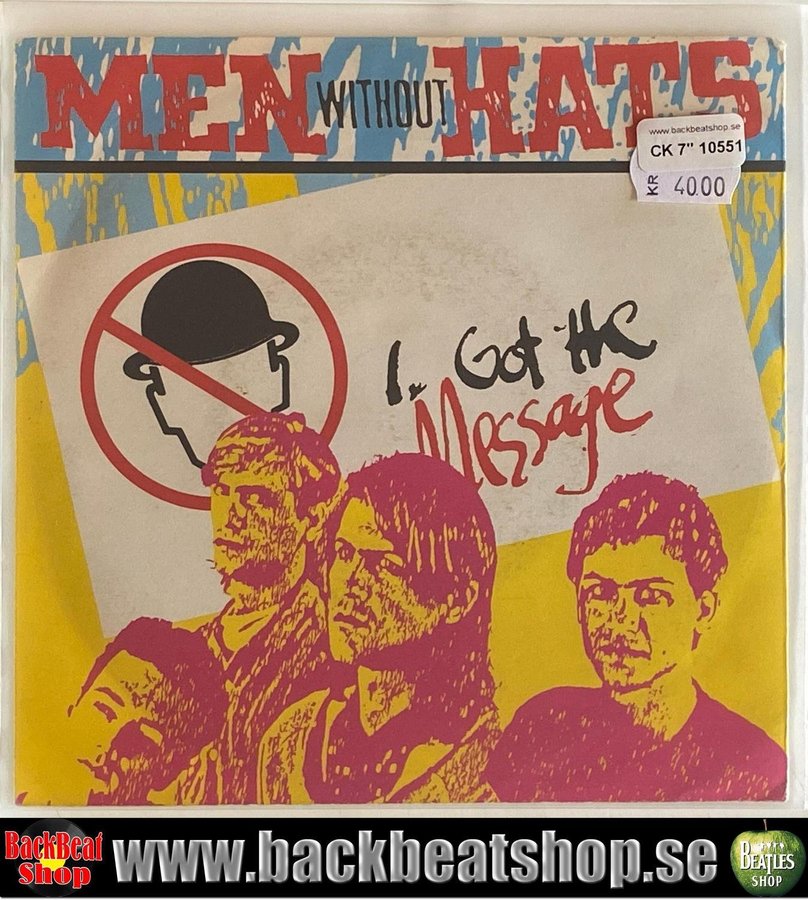 MEN WITHOUT HATS
www.backbeatshop.se
CK 7" 10551
KR 40.00
I Got the
Message
BackBeat
Shop
www.backbeatshop.se
BEATLES
SHOP